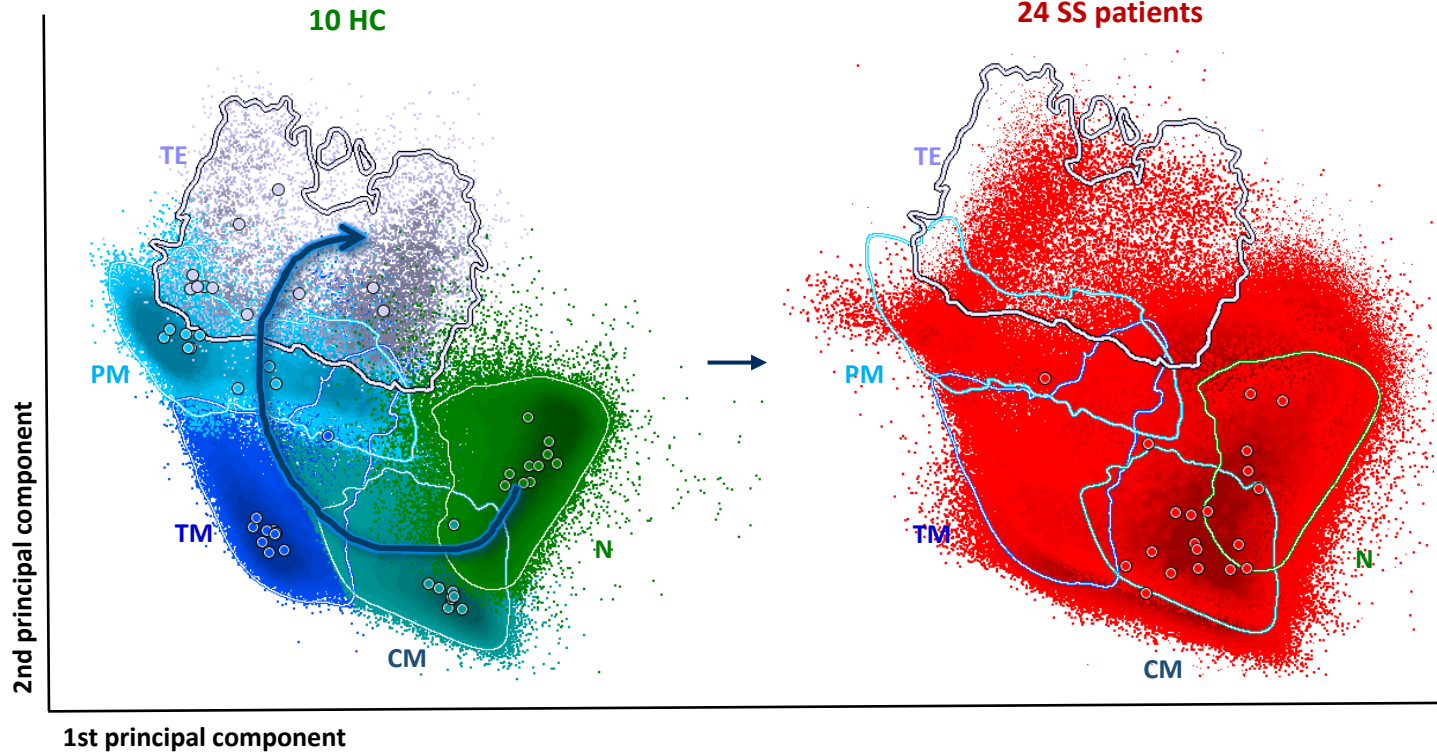 10 HC
24 SS patients
TE
PM
TM
CM
N
TE
PM
TM
CM
N
2nd principal component
1st principal component